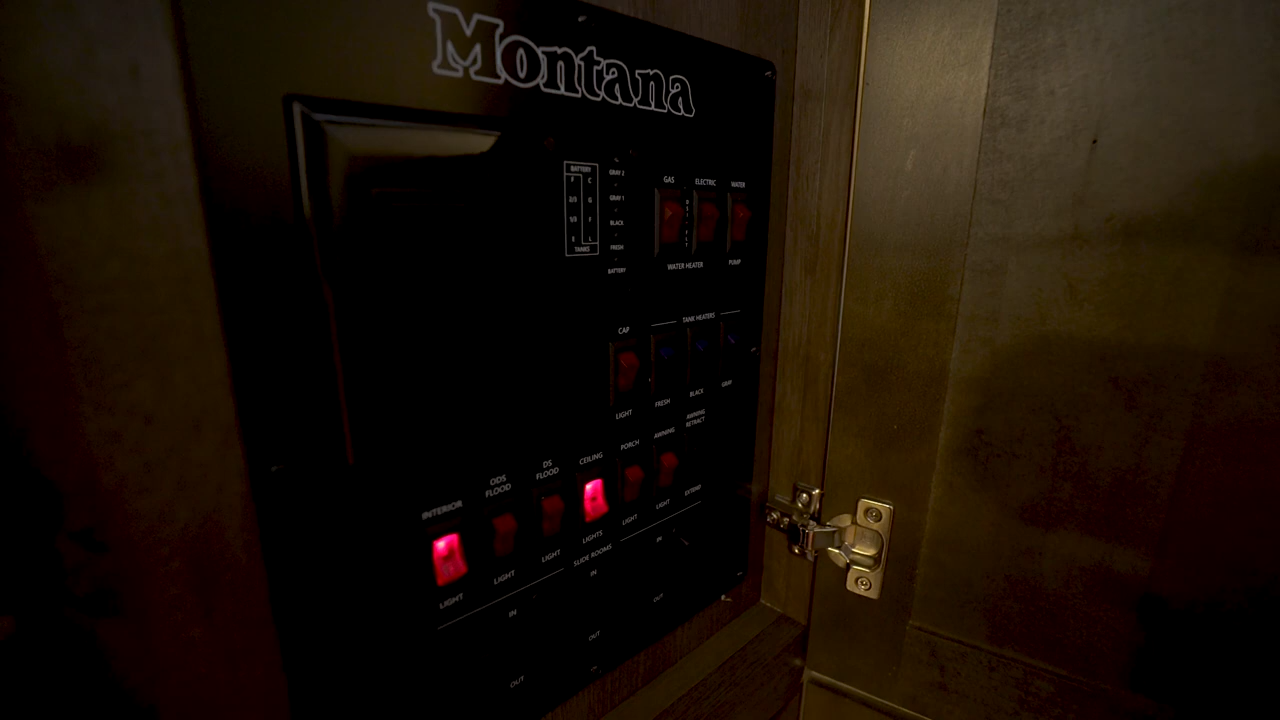 Montana
BATTERY
F C
2/3 G
1/3 F
E L
TANKS
GRAY 2
GRAY 1
BLACK
FRESH
BATTERY
GAS ELECTRIC WATER
WATER HEATER PUMP
CAP TANK HEATERS
LIGHT FRESH BLACK GRAY
INTERIOR
LIGHT
ODS
FLOOD
LIGHT
DS
FLOOD
LIGHT
CEILING
LIGHTS
PORCH
LIGHT
AWNING
LIGHT
AWNING
RETRACT
EXTEND
SLIDE ROOMS
IN IN IN
OUT OUT OUT